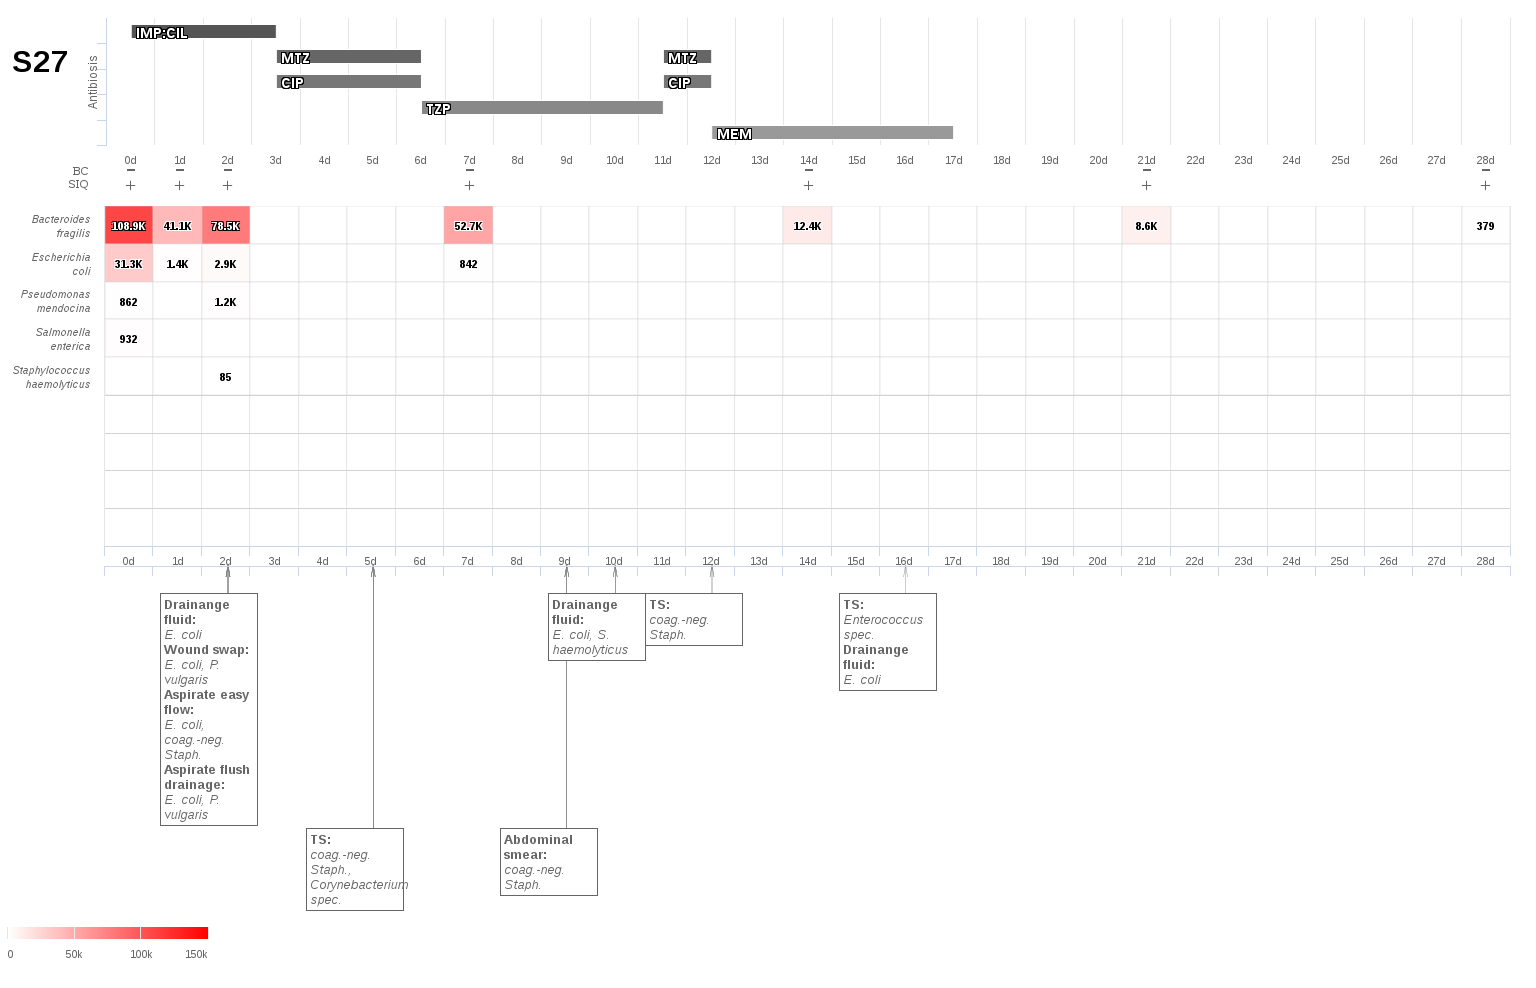 S27
Antibiosis
IMP:CIL
MTZ MTZ
CIP CIP
TZP
MEM
0d 1d 2d 3d 4d 5d 6d 7d 8d 9d 10d 11d 12d 13d 14d 15d 16d 17d 18d 19d 20d 21d 22d 23d 24d 25d 26d 27d 28d
BC − − − − − − −
SIQ + + + + + + +
Bacteroides
fragilis
108.9K 41.1K 78.5K 52.7K 12.4K 8.6K 379
Escherichia
coli
31.3K 1.4K 2.9K 842
Pseudomonas
mendocina
862 1.2K
Salmonella
enterica
932
Staphylococcus
haemolyticus
85
0d 1d 2d 3d 4d 5d 6d 7d 8d 9d 10d 11d 12d 13d 14d 15d 16d 17d 18d 19d 20d 21d 22d 23d 24d 25d 26d 27d 28d
Drainange
fluid:
E. coli
Wound swap:
E. coli, P.
vulgaris
Aspirate easy
flow:
E. coli,
coag.-neg.
Staph.
Aspirate flush
drainage:
E. coli, P.
vulgaris
TS:
coag.-neg.
Staph.,
Corynebacterium
spec.
Drainange
fluid:
E. coli, S.
haemolyticus
Abdominal
smear:
coag.-neg.
Staph.
TS:
coag.-neg.
Staph.
TS:
Enterococcus
spec.
Drainange
fluid:
E. coli
0 50k 100k 150k